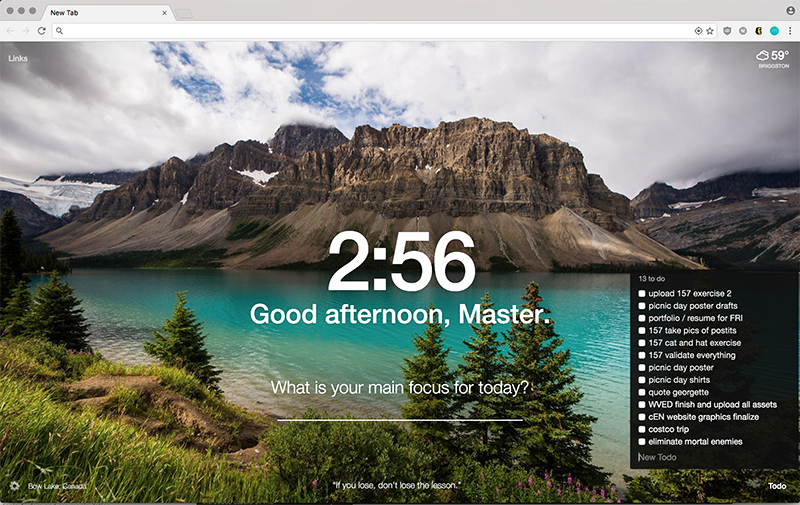 New Tab
Links
59°
BRIGGSTON
2:56
Good afternoon, Master.
What is your main focus for today?
13 to do
upload 157 exercise 2
picnic day poster drafts
portfolio / resume for FRI
157 take pics of postits
157 cat and hat exercise
157 validate everything
picnic day poster
picnic day shirts
quote georgette
WVED finish and upload all assets
cEN website graphics finalize
costco trip
eliminate mortal enemies
New Todo
Bow Lake, Canada
"If you lose, don't lose the lesson."
Todo